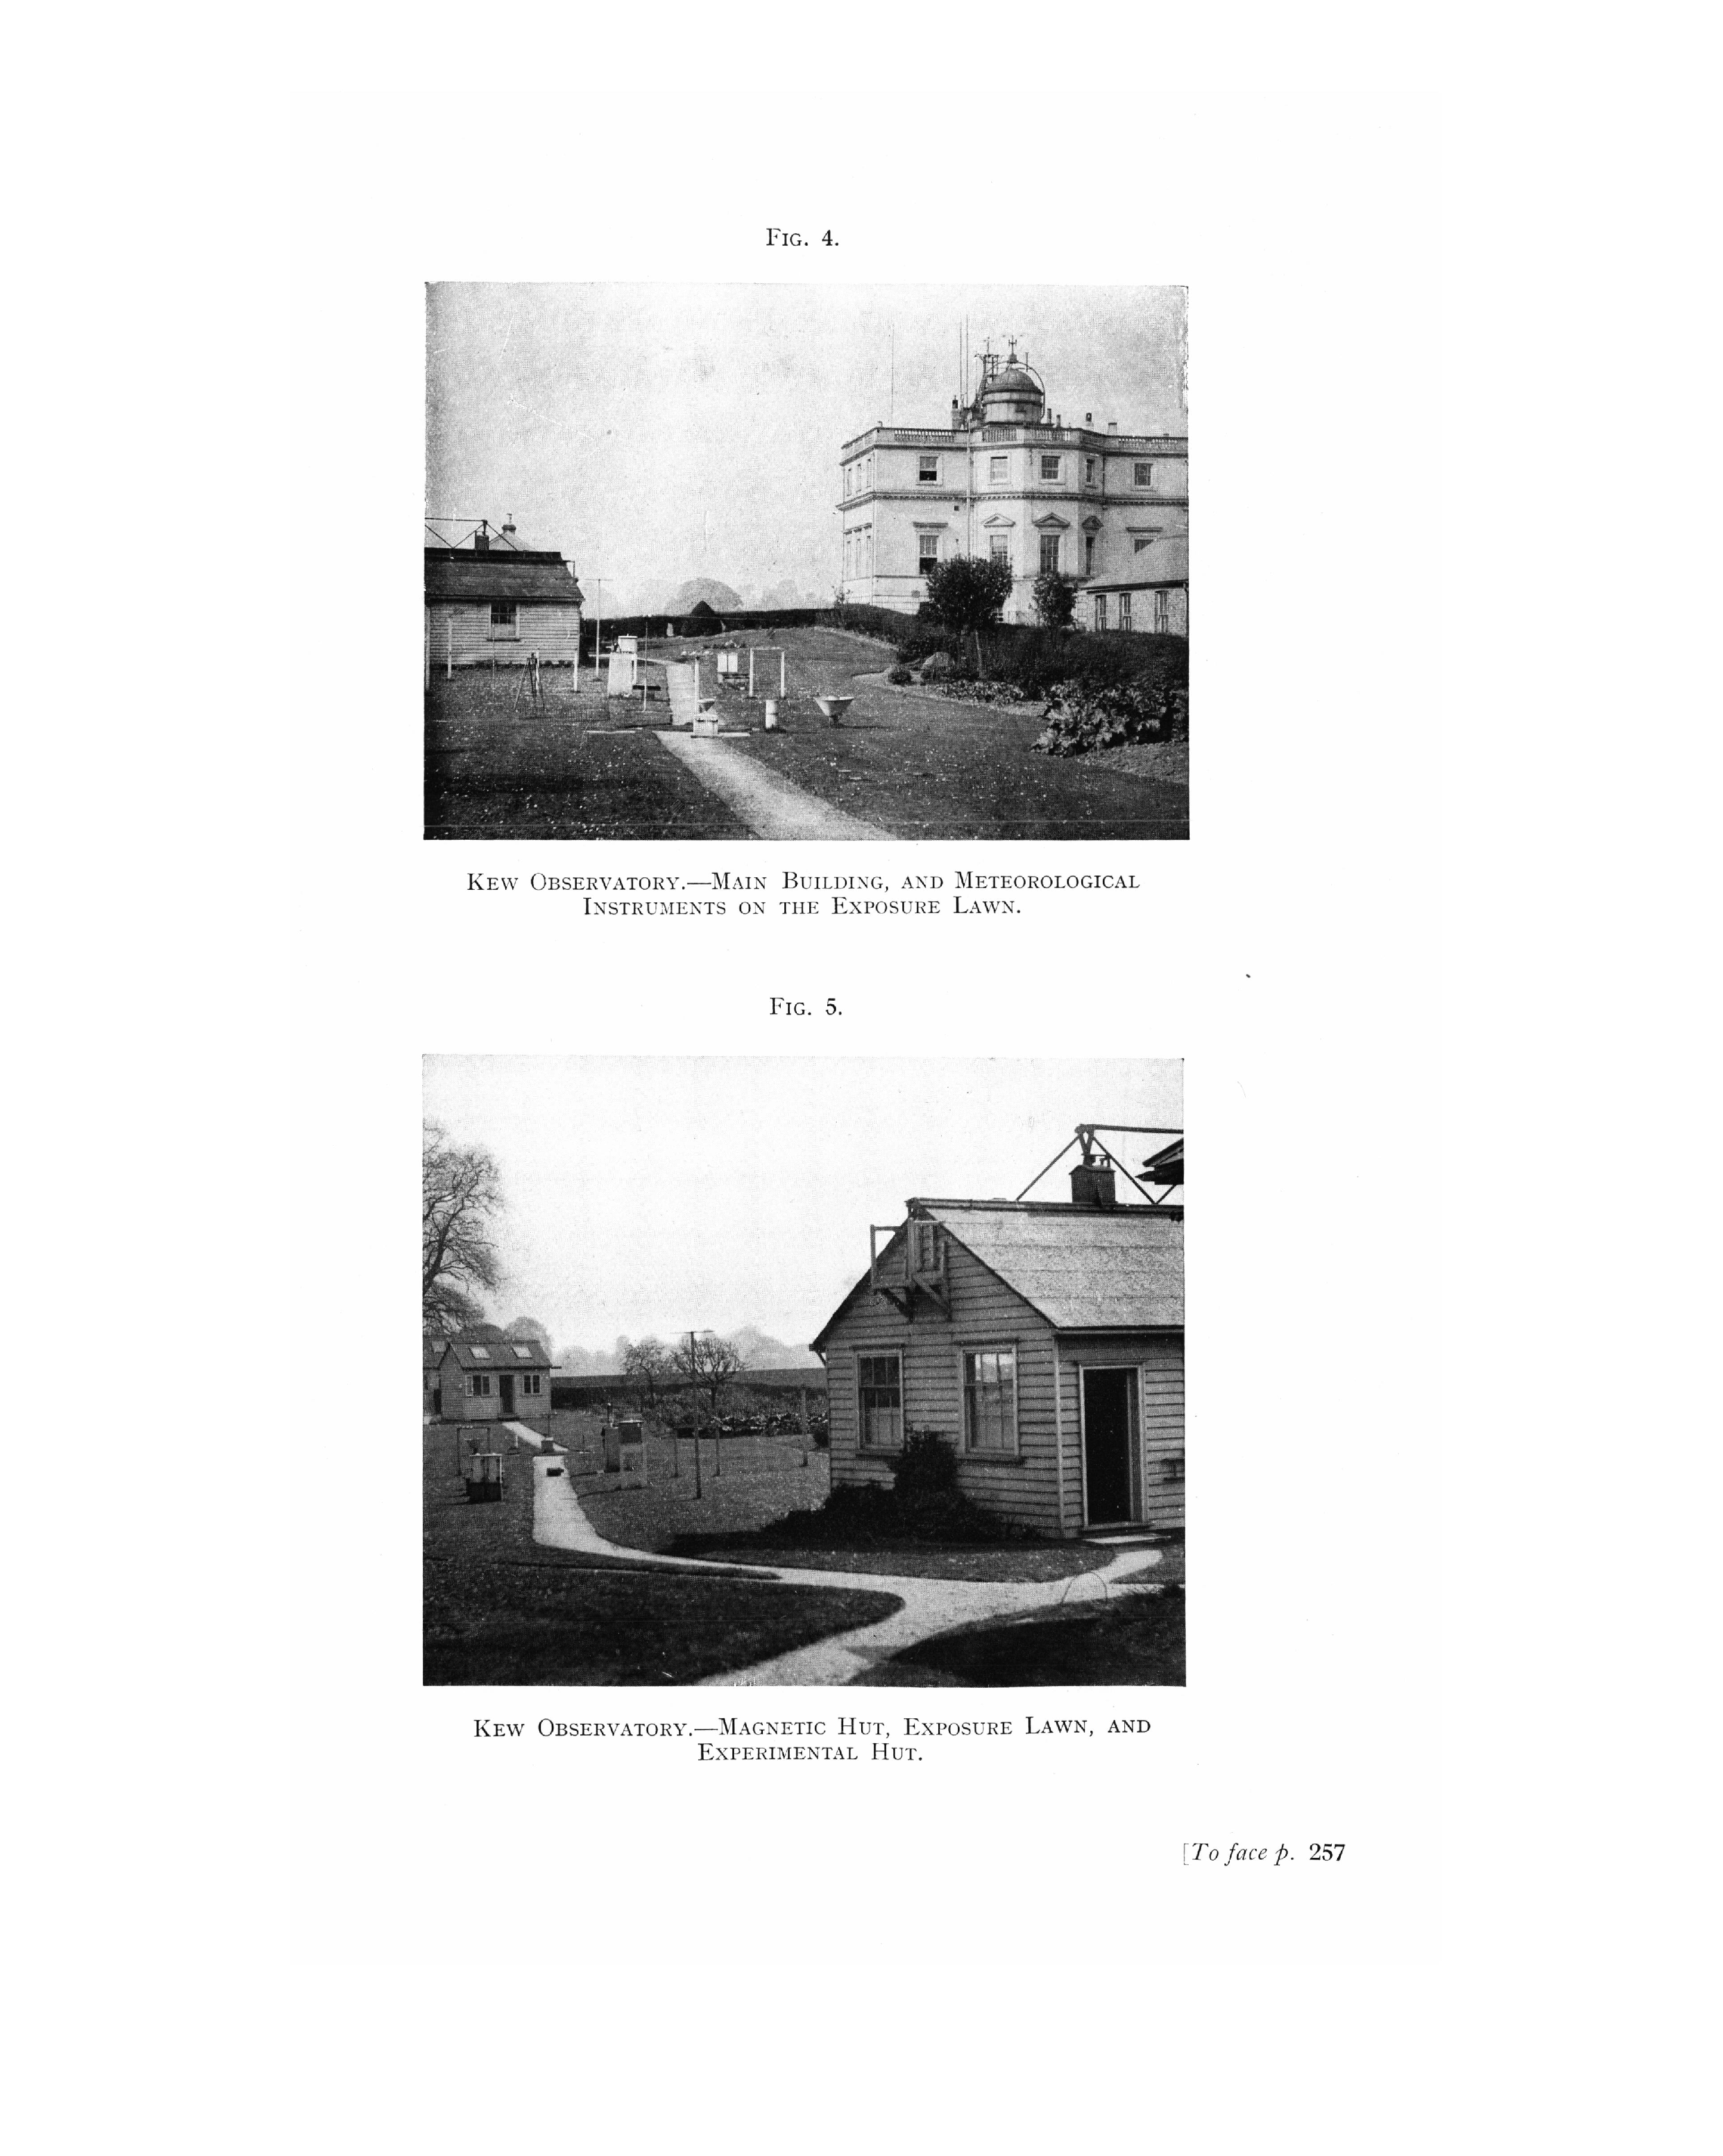 Fig. 4.
Kew Observatory.—Main Building, and Meteorological
Instruments on the Exposure Lawn.
Fig. 5.
Kew Observatory.—Magnetic Hut, Exposure Lawn, and
Experimental Hut.
[To face p. 257